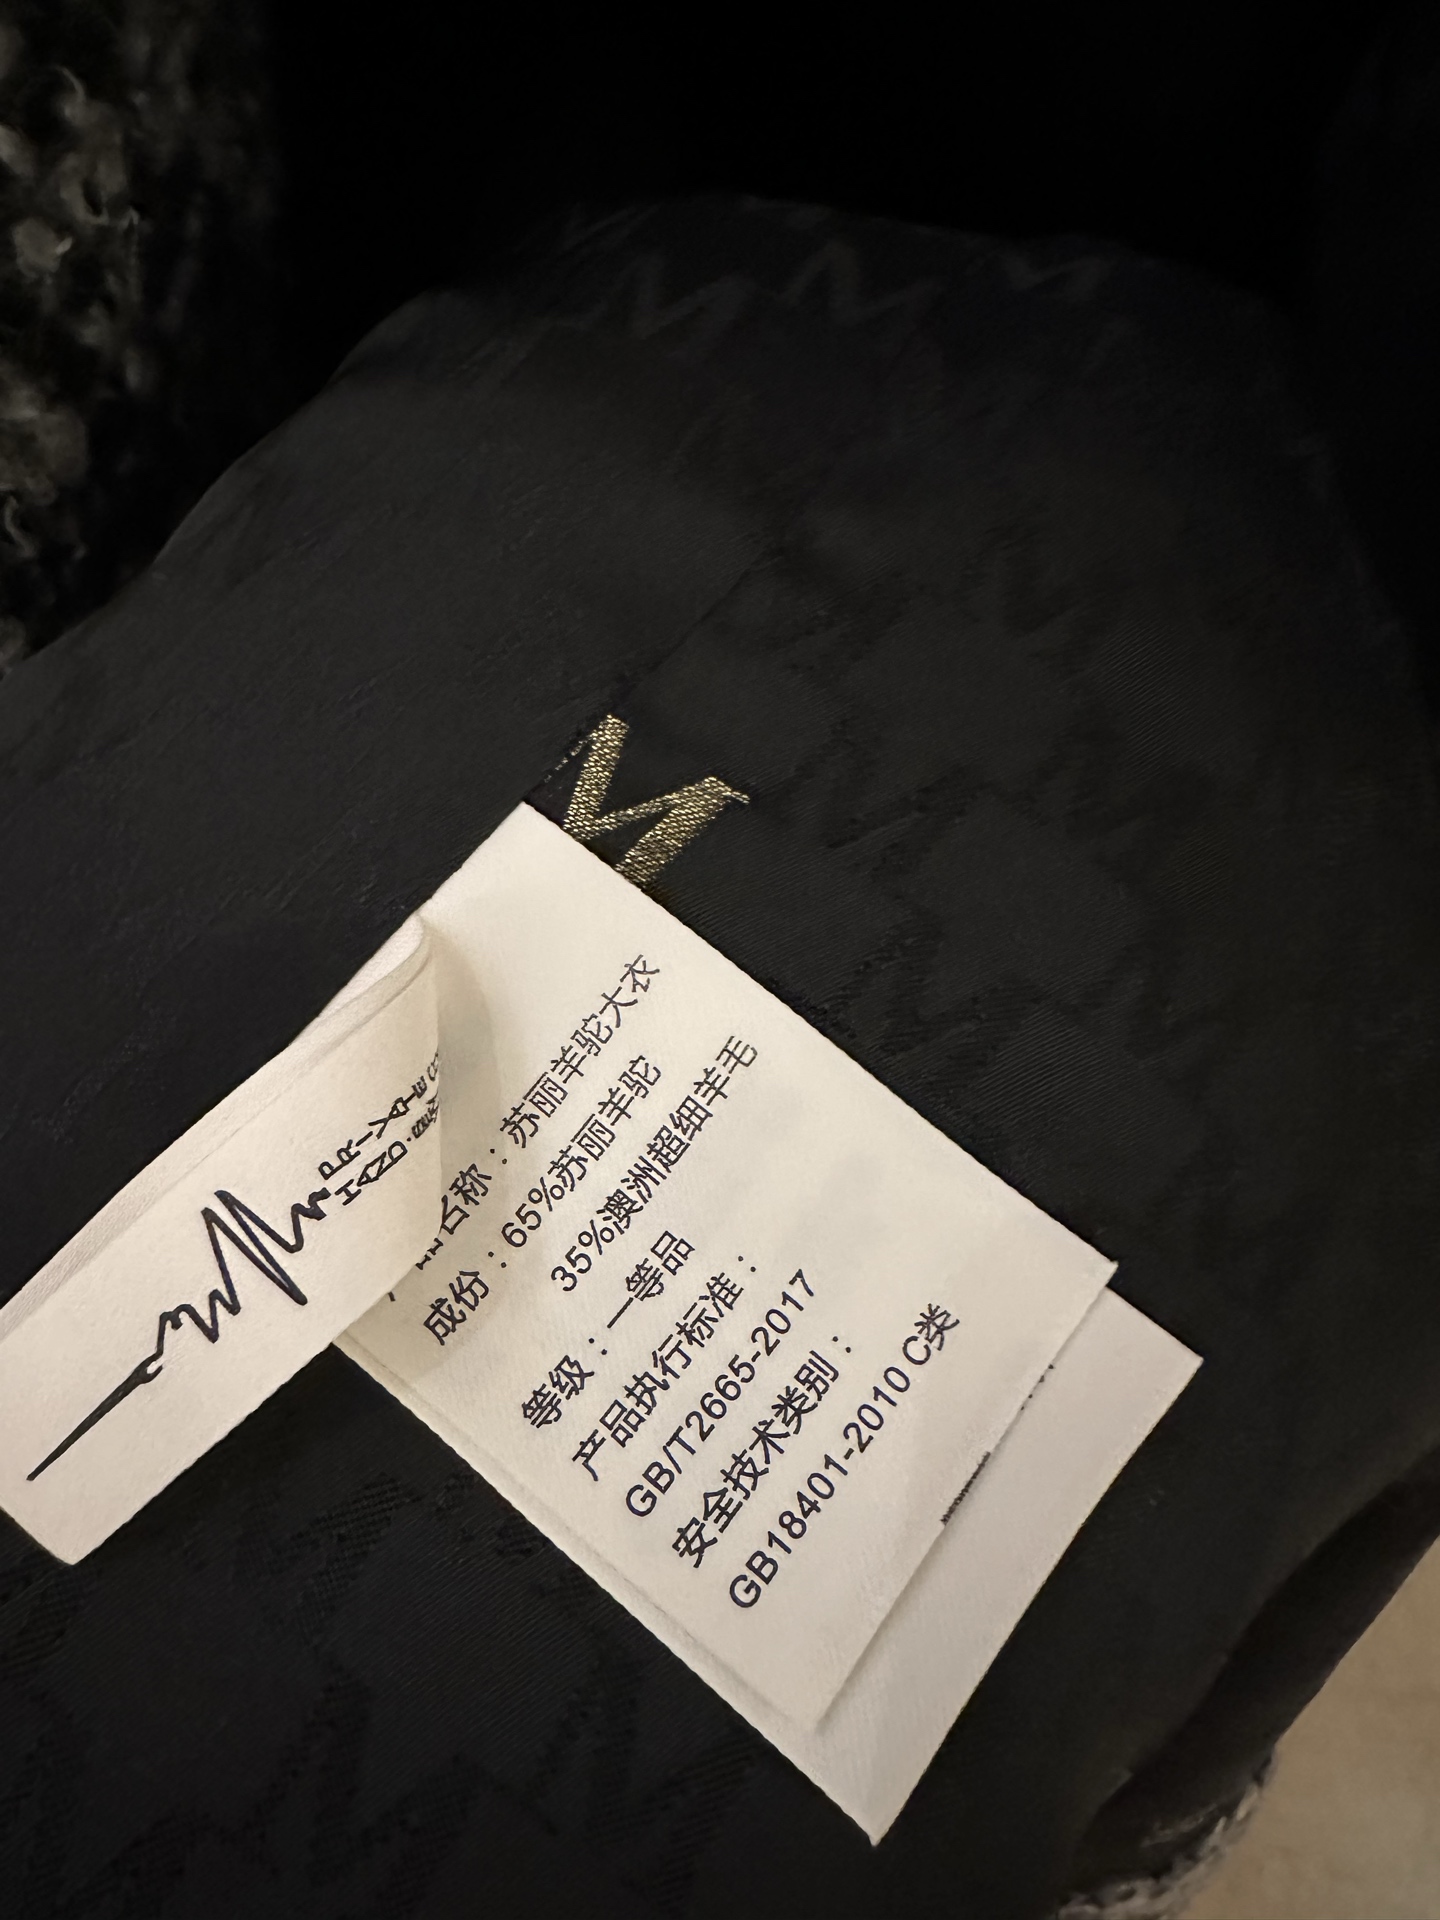 M
名称：苏丽羊驼大衣
成份：65%苏丽羊驼
35%澳洲超细羊毛
等级：一等品
产品执行标准：
GB/T2665-2017
安全技术类别：
GB18401-2010 C类